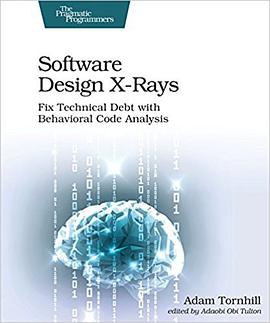 The
Pragmatic
Programmers
Software
Design X-Rays
Fix Technical Debt with
Behavioral Code Analysis
Adam Tornhill
edited by Adaobi Obi Tulton